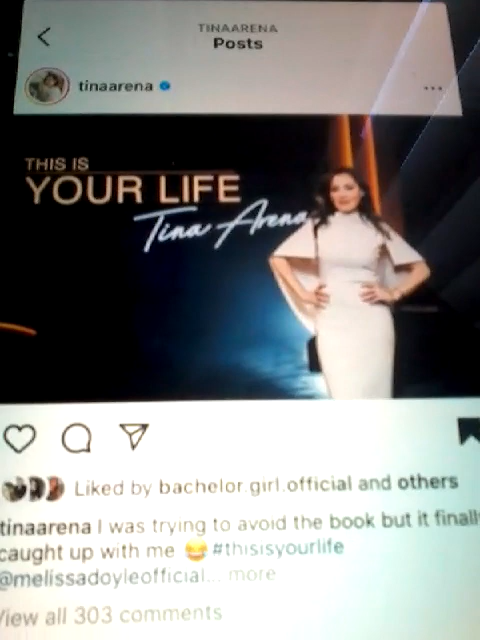 TINAARENA
Posts
tinaarena
THIS IS
YOUR LIFE
Tina Arena
Liked by bachelor.girl.official and others
tinaarena I was trying to avoid the book but it finally
caught up with me 😂 #thisisyourlife
@melissadoyleofficial... more
View all 303 comments